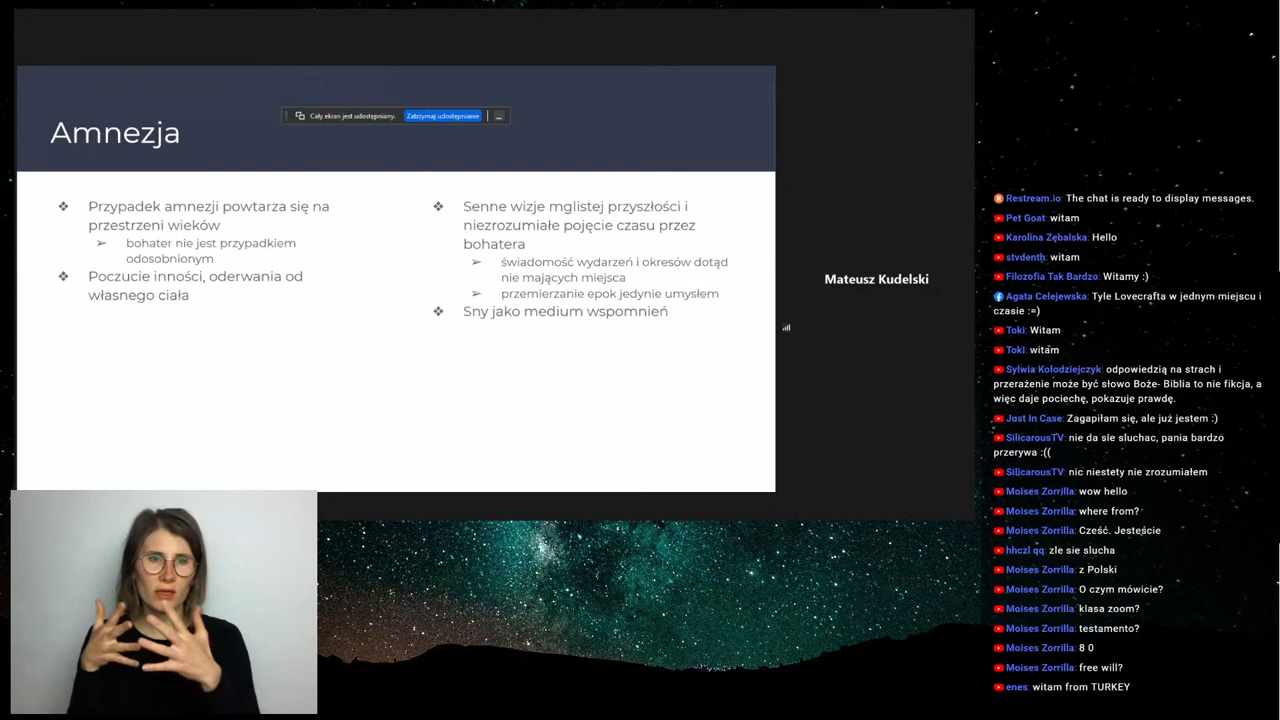 Cały ekran jest udostępniany.
Zatrzymaj udostępnianie
Amnezja
❖ Przypadek amnezji powtarza się na
przestrzeni wieków
➢ bohater nie jest przypadkiem
odosobnionym
❖ Poczucie inności, oderwania od
własnego ciała
❖ Senne wizje mglistej przyszłości i
niezrozumiałe pojęcie czasu przez
bohatera
➢ świadomość wydarzeń i okresów dotąd
nie mających miejsca
➢ przemierzanie epok jedynie umysłem
❖ Sny jako medium wspomnień
Mateusz Kudelski
Restream.io: The chat is ready to display messages.
Pet Goat: witam
Karolina Zębalska: Hello
stvdenth: witam
Filozofia Tak Bardzo: Witamy :)
Agata Celejewska: Tyle Lovecrafta w jednym miejscu i
czasie :=)
Toki: Witam
Toki: witam
Sylwia Kołodziejczyk: odpowiedzią na strach i
przerażenie może być słowo Boże- Biblia to nie fikcja, a
więc daje pociechę, pokazuje prawdę.
Just In Case: Zagapiłam się, ale już jestem :)
SilicarousTV: nie da sie sluchac, pania bardzo
przerywa :((
SilicarousTV: nic niestety nie zrozumiałem
Moises Zorrilla: wow hello
Moises Zorrilla: where from?
Moises Zorrilla: Cześć. Jesteście
hhczl qq: zle sie slucha
Moises Zorrilla: z Polski
Moises Zorrilla: O czym mówicie?
Moises Zorrilla: klasa zoom?
Moises Zorrilla: testamento?
Moises Zorrilla: 8 0
Moises Zorrilla: free will?
enes: witam from TURKEY